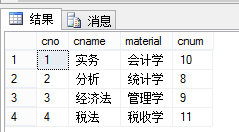 结果 消息
cno cname material cnum
1 1 实务 会计学 10
2 2 分析 统计学 8
3 3 经济法 管理学 9
4 4 税法 税收学 11